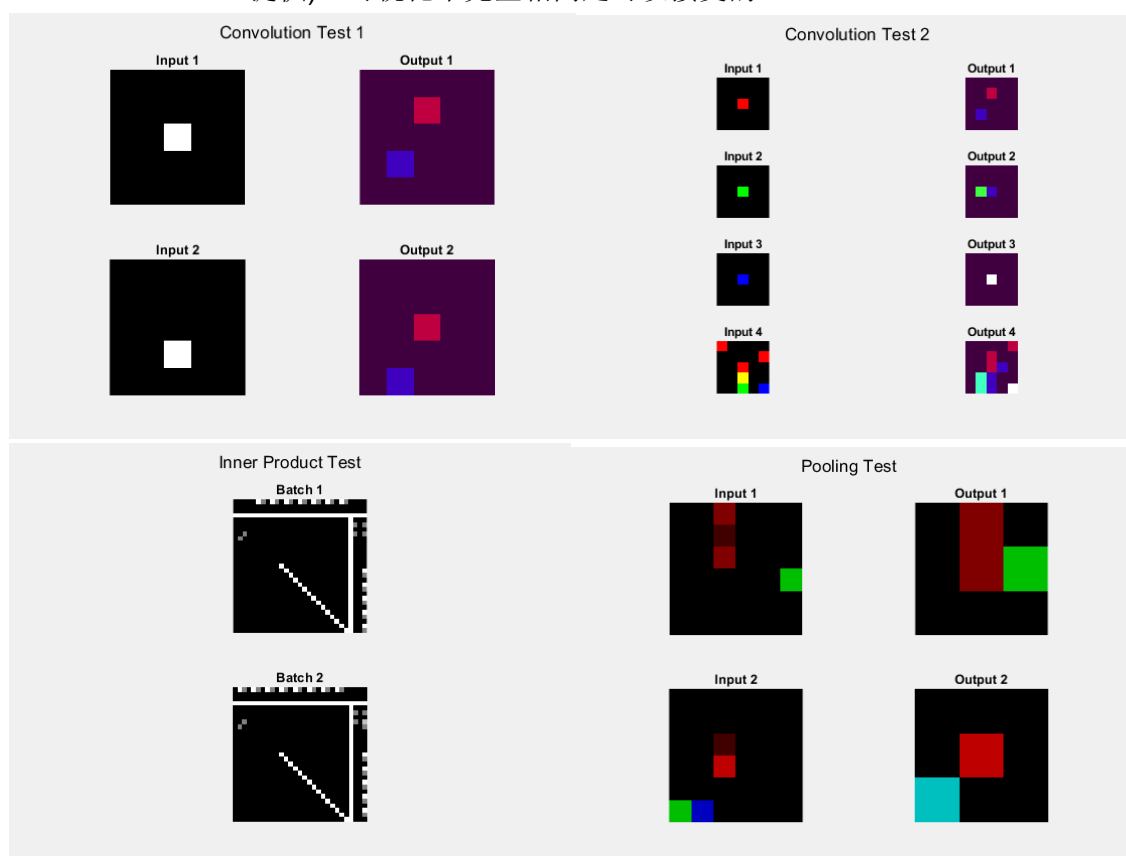 Convolution Test 1
Input 1
Output 1
Input 2
Output 2
Convolution Test 2
Input 1
Output 1
Input 2
Output 2
Input 3
Output 3
Input 4
Output 4
Inner Product Test
Batch 1
Batch 2
Pooling Test
Input 1
Output 1
Input 2
Output 2